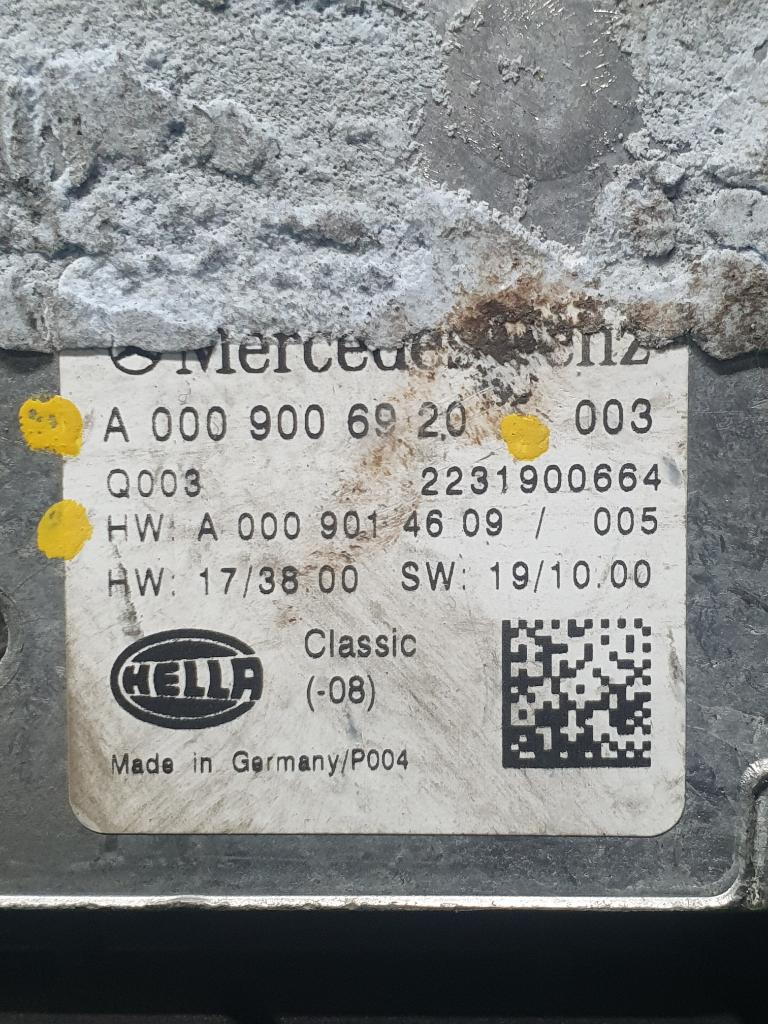 Mercedes-Benz
A 000 900 69 20 003
Q003 2231900664
HW: A 000 901 46 09 / 005
HW: 17/38.00 SW: 19/10.00
HELLA
Classic
(-08)
Made in Germany/P004